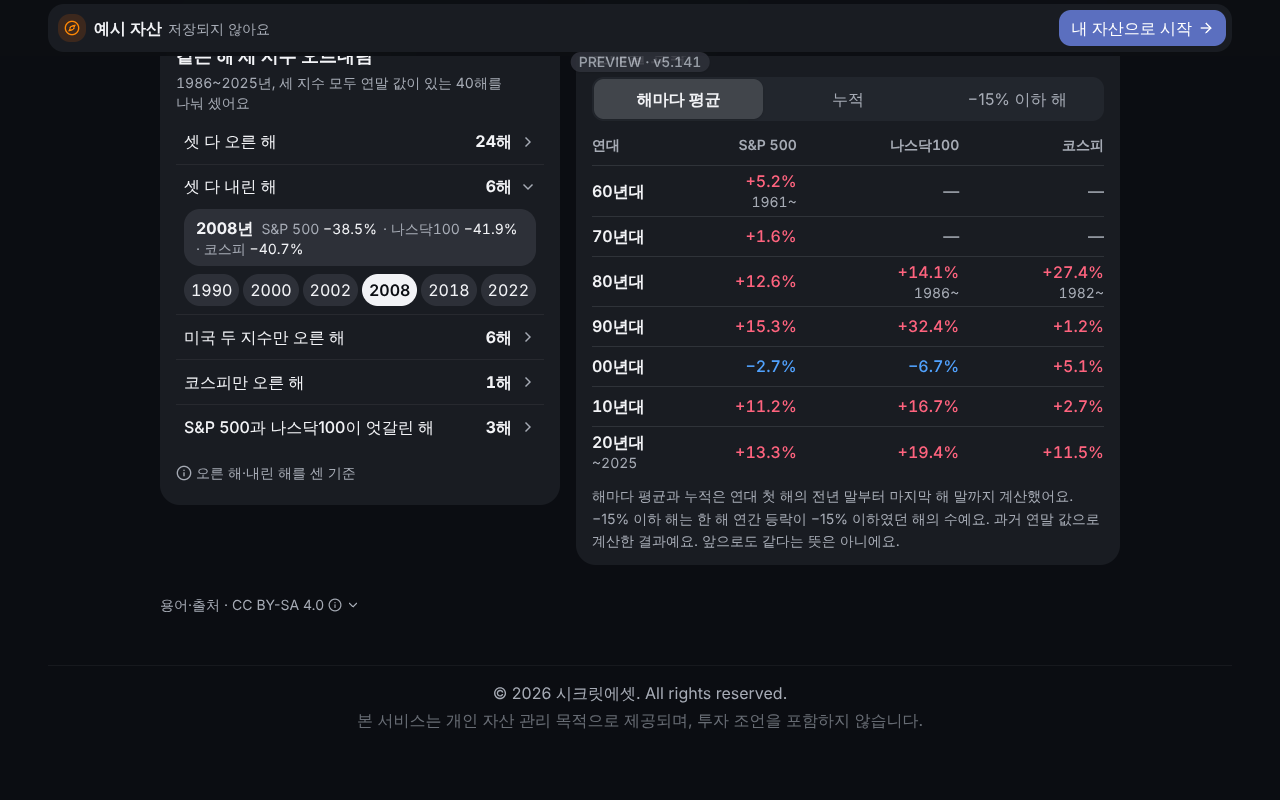 예시 자산 저장되지 않아요
내 자산으로 시작
1986~2025년, 세 지수 모두 연말 값이 있는 40해를
나눠 셌어요
셋 다 오른 해 24해
셋 다 내린 해 6해
2008년 S&P 500 −38.5% · 나스닥100 −41.9%
· 코스피 −40.7%
1990 2000 2002 2008 2018 2022
미국 두 지수만 오른 해 6해
코스피만 오른 해 1해
S&P 500과 나스닥100이 엇갈린 해 3해
오른 해·내린 해를 센 기준
PREVIEW · v5.141
해마다 평균 누적 −15% 이하 해
연대 S&P 500 나스닥100 코스피
60년대 +5.2% — —
1961~
70년대 +1.6% — —
80년대 +12.6% +14.1% +27.4%
1986~ 1982~
90년대 +15.3% +32.4% +1.2%
00년대 −2.7% −6.7% +5.1%
10년대 +11.2% +16.7% +2.7%
20년대 +13.3% +19.4% +11.5%
~2025
해마다 평균과 누적은 연대 첫 해의 전년 말부터 마지막 해 말까지 계산했어요.
−15% 이하 해는 한 해 연간 등락이 −15% 이하였던 해의 수예요. 과거 연말 값으로
계산한 결과예요. 앞으로도 같다는 뜻은 아니에요.
용어·출처 · CC BY-SA 4.0
© 2026 시크릿에셋. All rights reserved.
본 서비스는 개인 자산 관리 목적으로 제공되며, 투자 조언을 포함하지 않습니다.